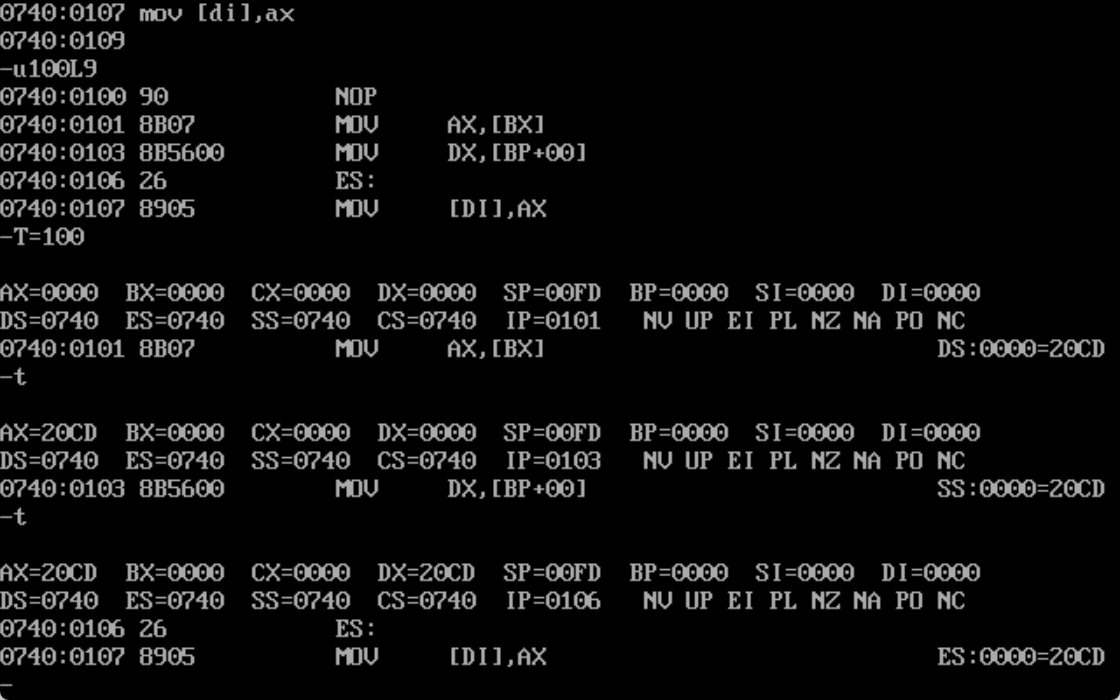 0740:0107 mov [di],ax
0740:0109
-u100L9
0740:0100 90 NOP
0740:0101 8B07 MOV AX,[BX]
0740:0103 8B5600 MOV DX,[BP+00]
0740:0106 26 ES:
0740:0107 8905 MOV [DI],AX
-T=100
AX=0000 BX=0000 CX=0000 DX=0000 SP=00FD BP=0000 SI=0000 DI=0000
DS=0740 ES=0740 SS=0740 CS=0740 IP=0101 NV UP EI PL NZ NA PO NC
0740:0101 8B07 MOV AX,[BX] DS:0000=20CD
-t
AX=20CD BX=0000 CX=0000 DX=0000 SP=00FD BP=0000 SI=0000 DI=0000
DS=0740 ES=0740 SS=0740 CS=0740 IP=0103 NV UP EI PL NZ NA PO NC
0740:0103 8B5600 MOV DX,[BP+00] SS:0000=20CD
-t
AX=20CD BX=0000 CX=0000 DX=20CD SP=00FD BP=0000 SI=0000 DI=0000
DS=0740 ES=0740 SS=0740 CS=0740 IP=0106 NV UP EI PL NZ NA PO NC
0740:0106 26 ES:
0740:0107 8905 MOV [DI],AX ES:0000=20CD
-